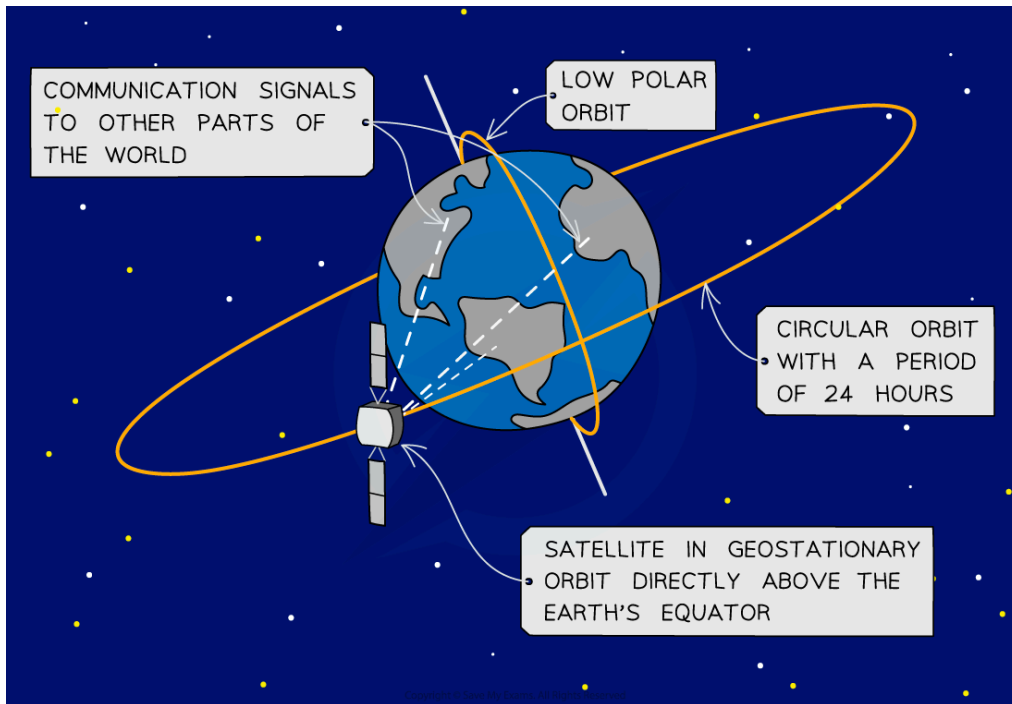 COMMUNICATION SIGNALS
TO OTHER PARTS OF
THE WORLD
LOW POLAR
ORBIT
CIRCULAR ORBIT
WITH A PERIOD
OF 24 HOURS
SATELLITE IN GEOSTATIONARY
ORBIT DIRECTLY ABOVE THE
EARTH'S EQUATOR